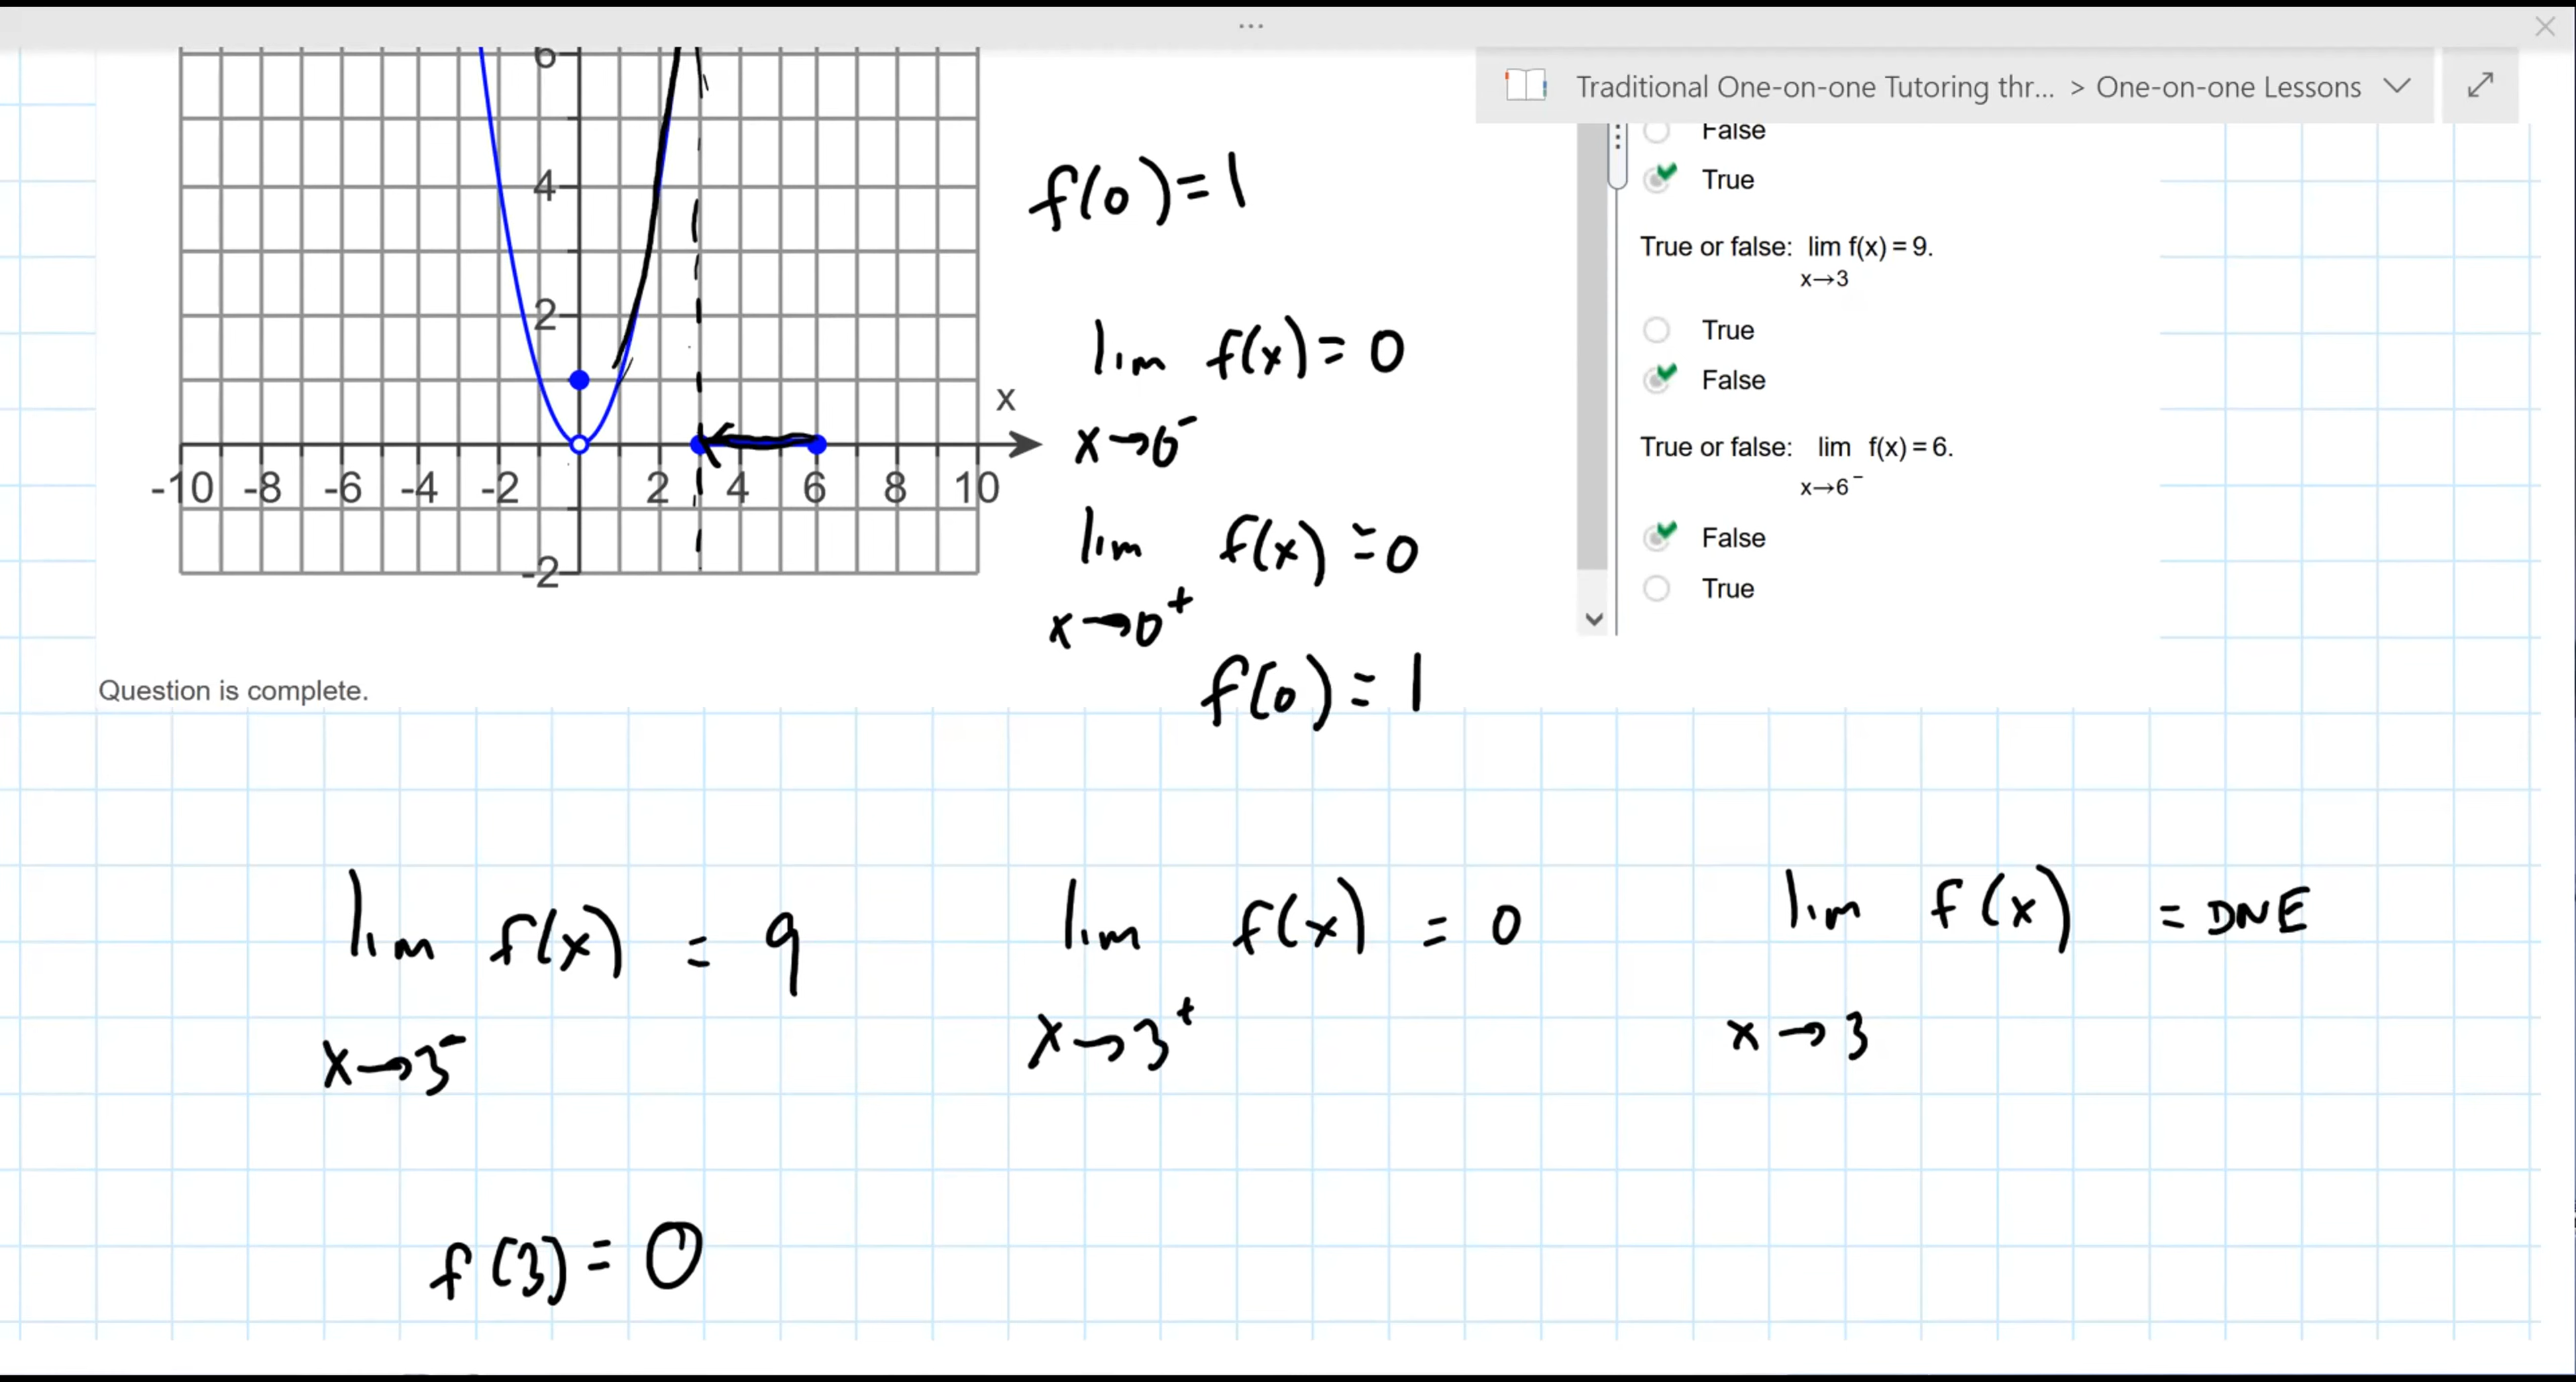 ...
Traditional One-on-one Tutoring thr... > One-on-one Lessons
6
4
2
x
-10 -8 -6 -4 -2 2 4 6 8 10
-2
f(0)=1
lim f(x)=0
x→0⁻
lim f(x)=0
x→0⁺
f(0)=1
False
True
True or false: lim f(x) = 9.
x→3
True
False
True or false: lim f(x) = 6.
x→6⁻
False
True
Question is complete.
lim f(x) = 9
x→3⁻
lim f(x) = 0
x→3⁺
lim f(x) = DNE
x→3
f(3)=0